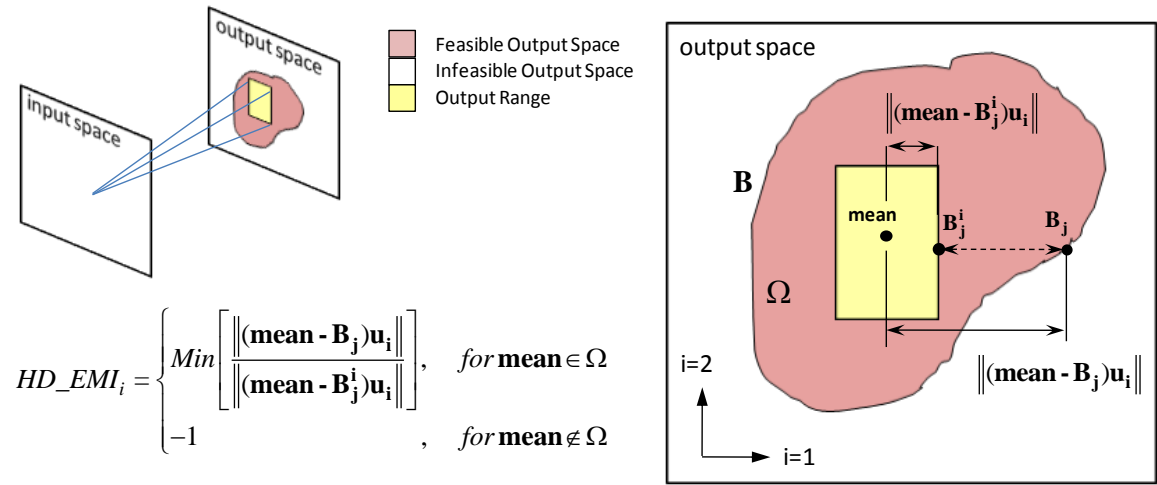 input space
output space
Feasible Output Space
Infeasible Output Space
Output Range
HD_EMI_i = { Min [ ‖(mean - B_j)u_i‖ / ‖(mean - B_j^i)u_i‖ ] , for mean ∈ Ω
−1 , for mean ∉ Ω
output space
‖(mean - B_j^i)u_i‖
B
mean
B_j^i
B_j
Ω
‖(mean - B_j)u_i‖
i=2
i=1